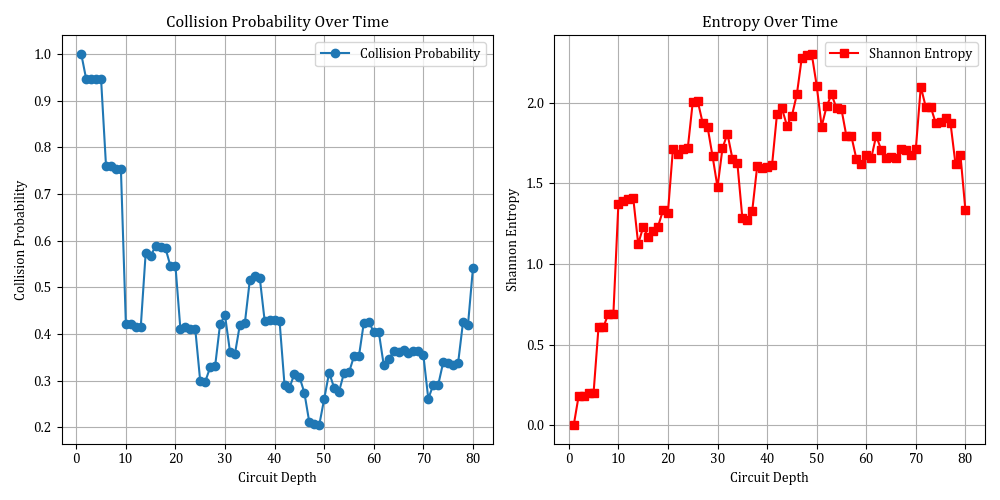 Collision Probability Over Time
Collision Probability
1.0
0.9
0.8
0.7
0.6
0.5
0.4
0.3
0.2
Collision Probability
0 10 20 30 40 50 60 70 80
Circuit Depth
Entropy Over Time
Shannon Entropy
2.0
1.5
1.0
0.5
0.0
Shannon Entropy
0 10 20 30 40 50 60 70 80
Circuit Depth